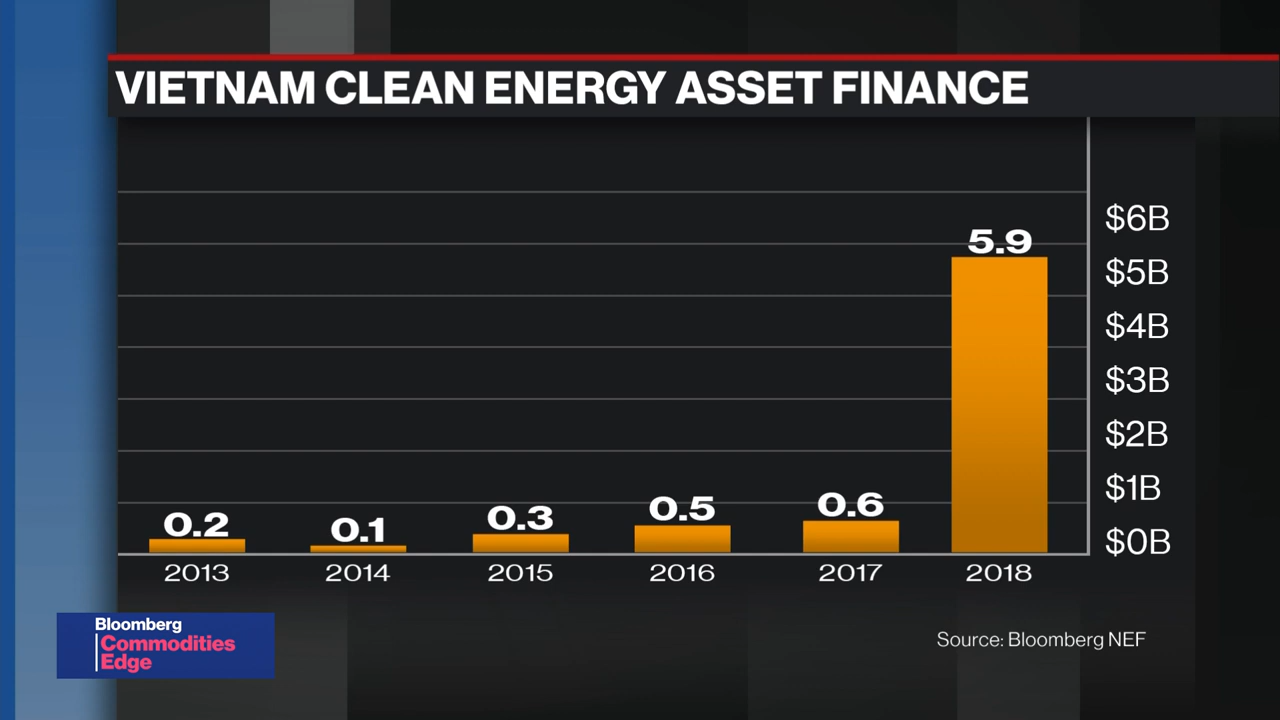 VIETNAM CLEAN ENERGY ASSET FINANCE
$6B
5.9
$5B
$4B
$3B
$2B
$1B
0.2
0.1
0.3
0.5
0.6
$0B
2013
2014
2015
2016
2017
2018
Bloomberg
Commodities
Edge
Source: Bloomberg NEF